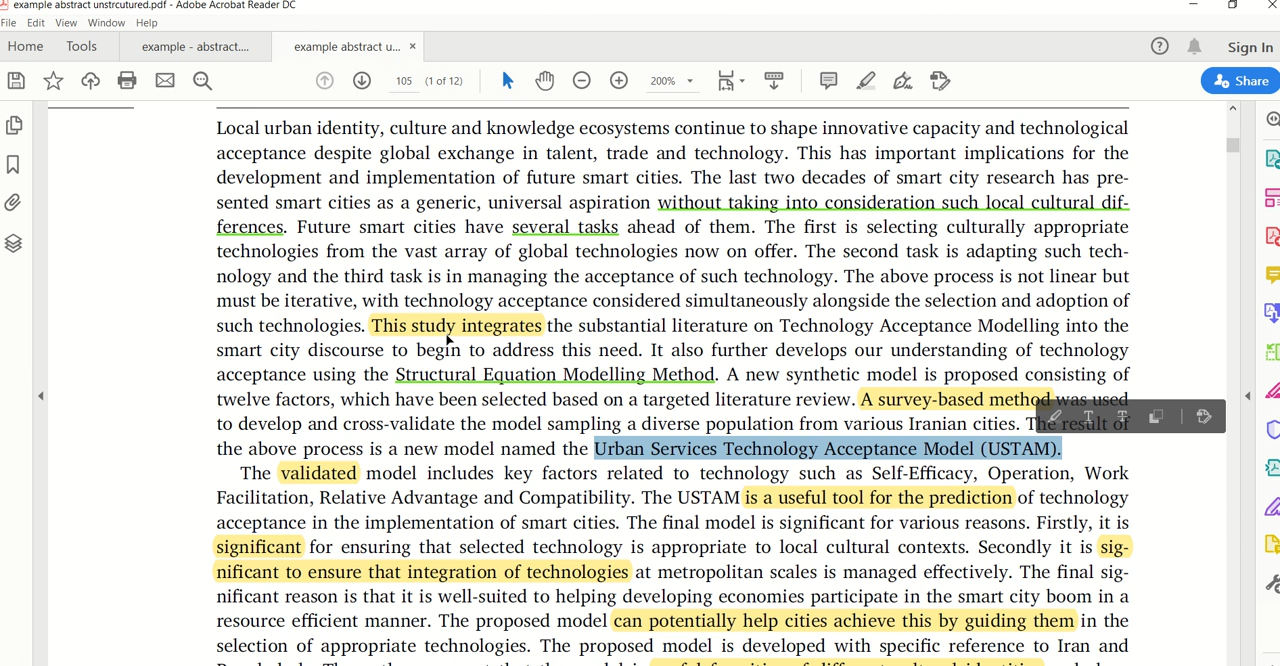 example abstract unstrcutured.pdf - Adobe Acrobat Reader DC
File Edit View Window Help
Home Tools example - abstract.... example abstract u... × Sign In
105 (1 of 12) 200% Share
Local urban identity, culture and knowledge ecosystems continue to shape innovative capacity and technological
acceptance despite global exchange in talent, trade and technology. This has important implications for the
development and implementation of future smart cities. The last two decades of smart city research has pre-
sented smart cities as a generic, universal aspiration without taking into consideration such local cultural dif-
ferences. Future smart cities have several tasks ahead of them. The first is selecting culturally appropriate
technologies from the vast array of global technologies now on offer. The second task is adapting such tech-
nology and the third task is in managing the acceptance of such technology. The above process is not linear but
must be iterative, with technology acceptance considered simultaneously alongside the selection and adoption of
such technologies. This study integrates the substantial literature on Technology Acceptance Modelling into the
smart city discourse to begin to address this need. It also further develops our understanding of technology
acceptance using the Structural Equation Modelling Method. A new synthetic model is proposed consisting of
twelve factors, which have been selected based on a targeted literature review. A survey-based method was used
to develop and cross-validate the model sampling a diverse population from various Iranian cities. The result of
the above process is a new model named the Urban Services Technology Acceptance Model (USTAM).
The validated model includes key factors related to technology such as Self-Efficacy, Operation, Work
Facilitation, Relative Advantage and Compatibility. The USTAM is a useful tool for the prediction of technology
acceptance in the implementation of smart cities. The final model is significant for various reasons. Firstly, it is
significant for ensuring that selected technology is appropriate to local cultural contexts. Secondly it is sig-
nificant to ensure that integration of technologies at metropolitan scales is managed effectively. The final sig-
nificant reason is that it is well-suited to helping developing economies participate in the smart city boom in a
resource efficient manner. The proposed model can potentially help cities achieve this by guiding them in the
selection of appropriate technologies. The proposed model is developed with specific reference to Iran and